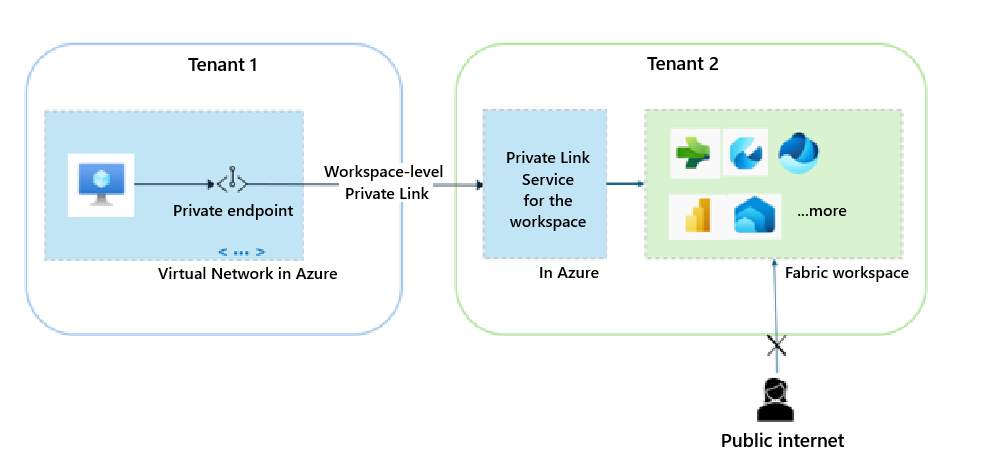 Tenant 1
Tenant 2
Workspace-level
Private Link
Private endpoint
< ... >
Virtual Network in Azure
Private Link
Service
for the
workspace
In Azure
...more
Fabric workspace
Public internet